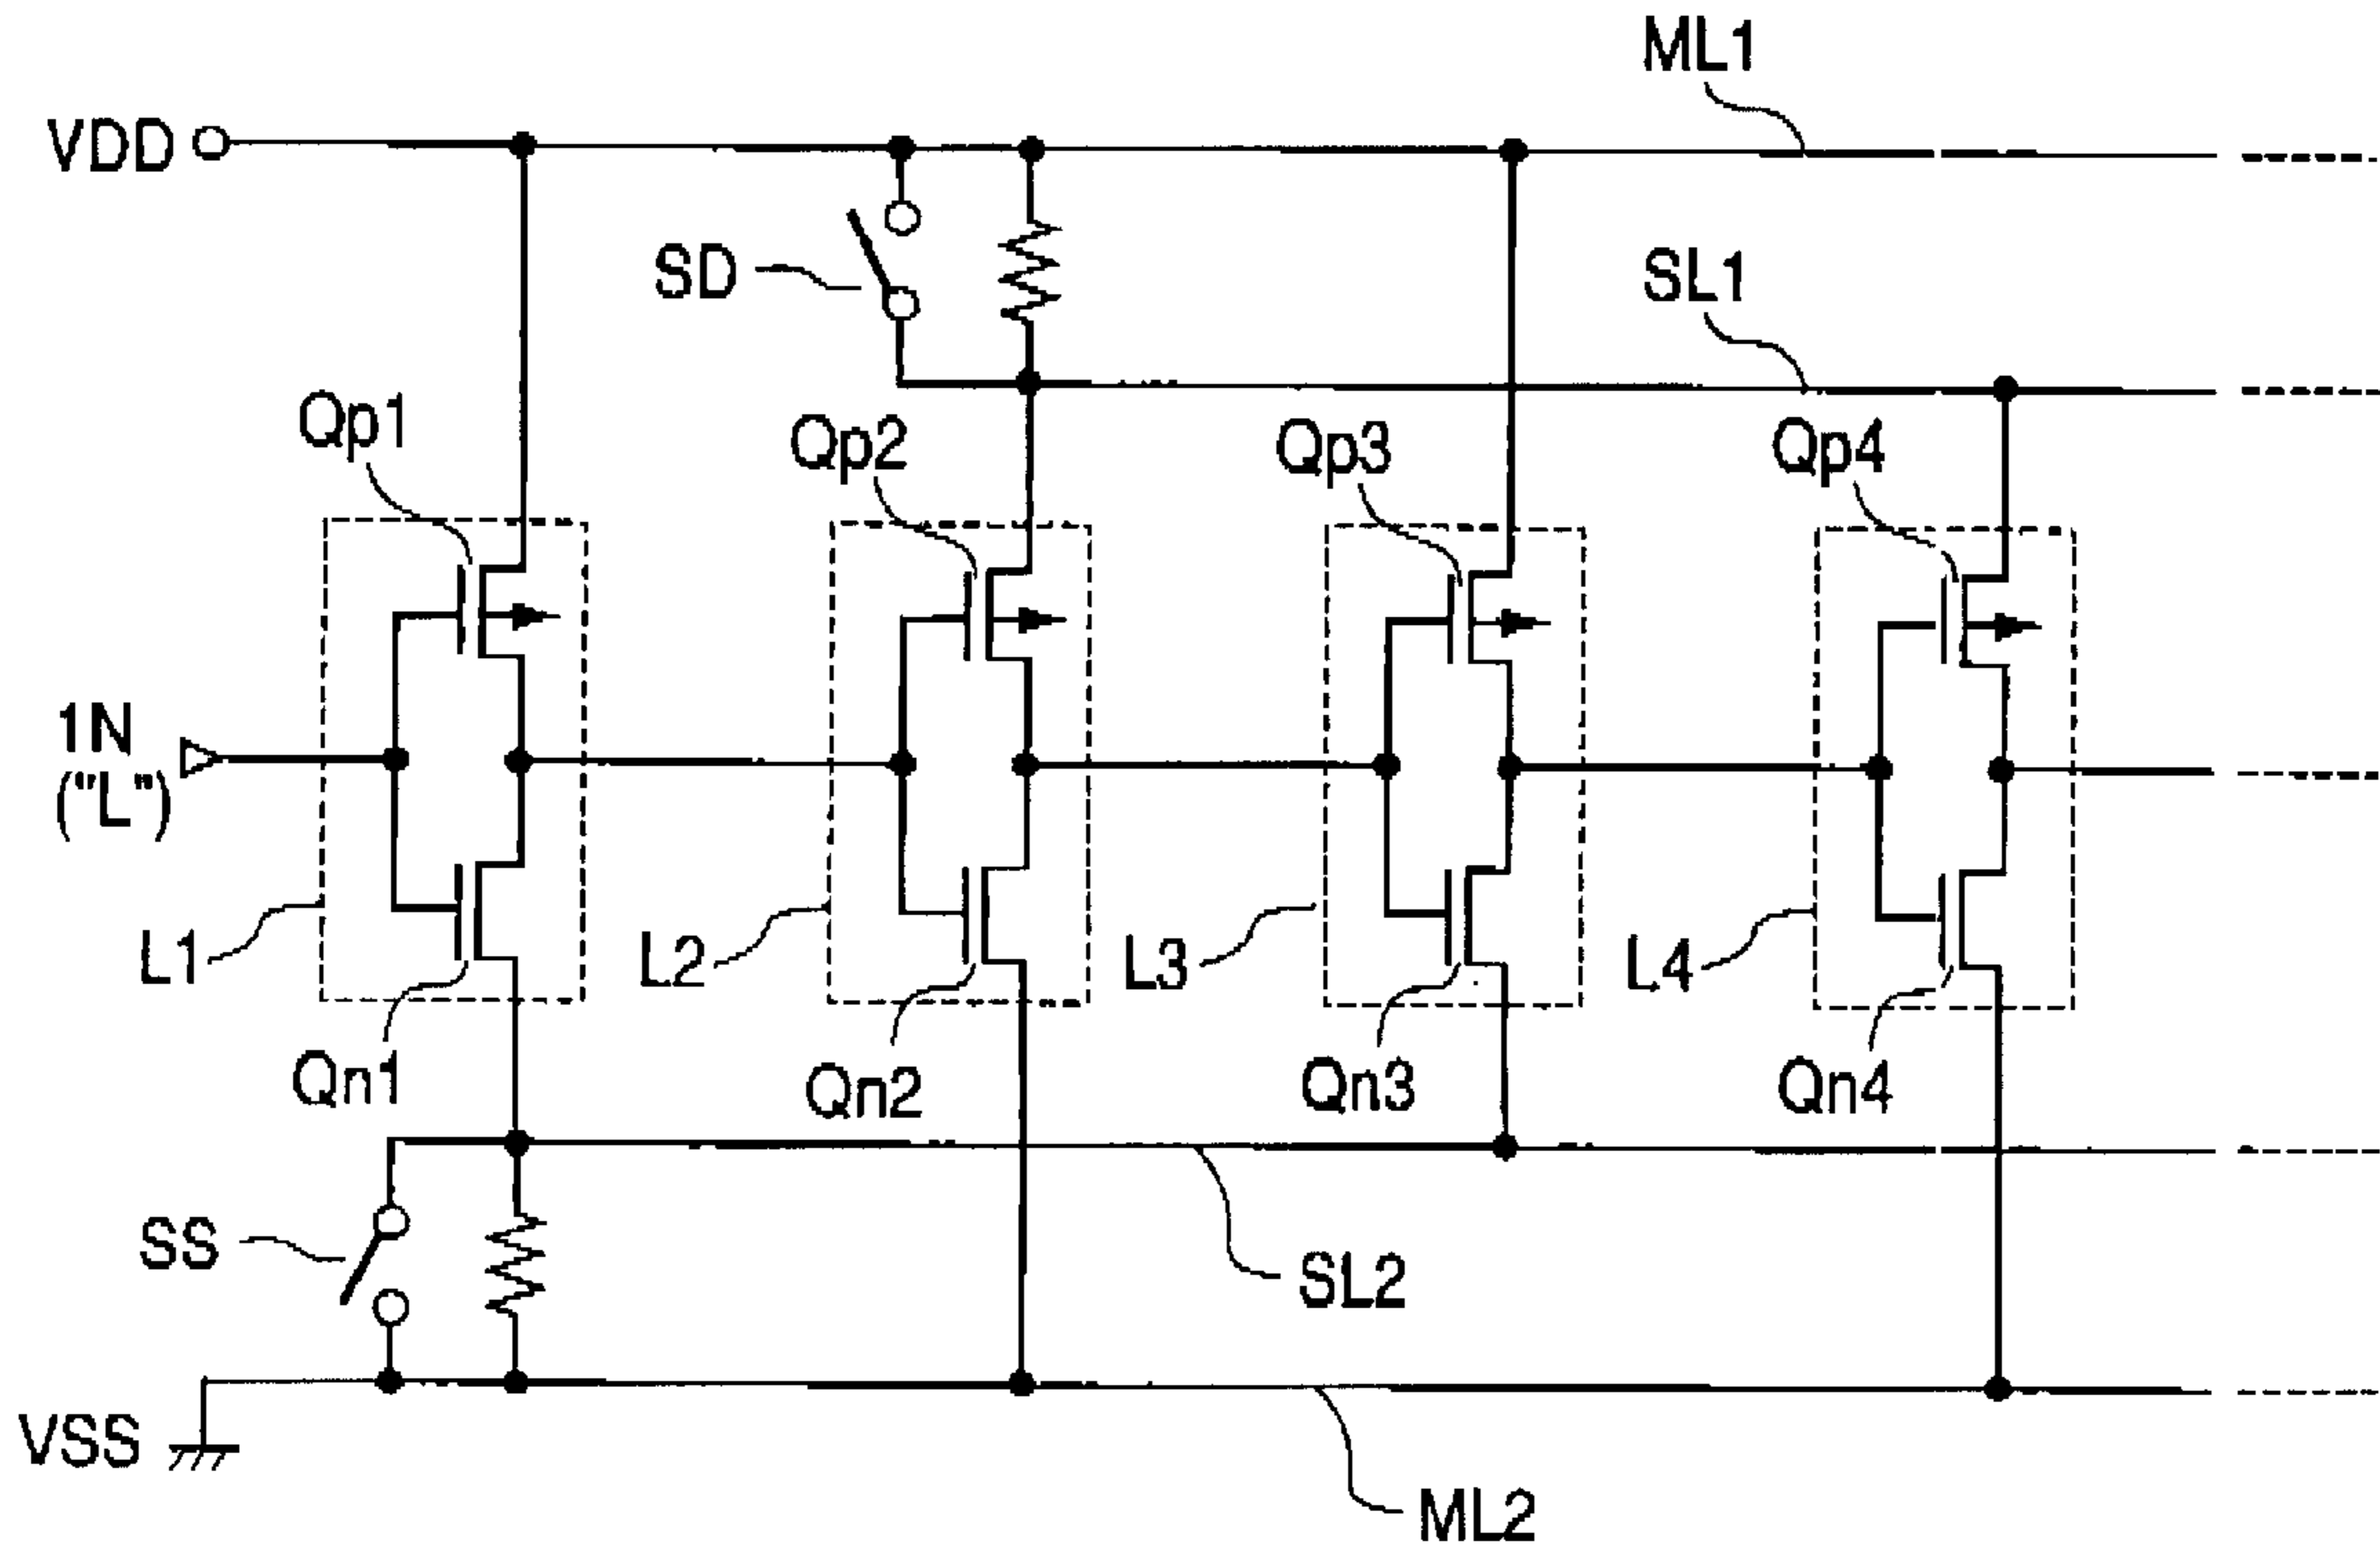 ML1
VDD
SD
SL1
Qp1
Qp2
Qp3
Qp4
1N
("L")
L1
L2
L3
L4
Qn1
Qn2
Qn3
Qn4
SS
SL2
VSS
ML2